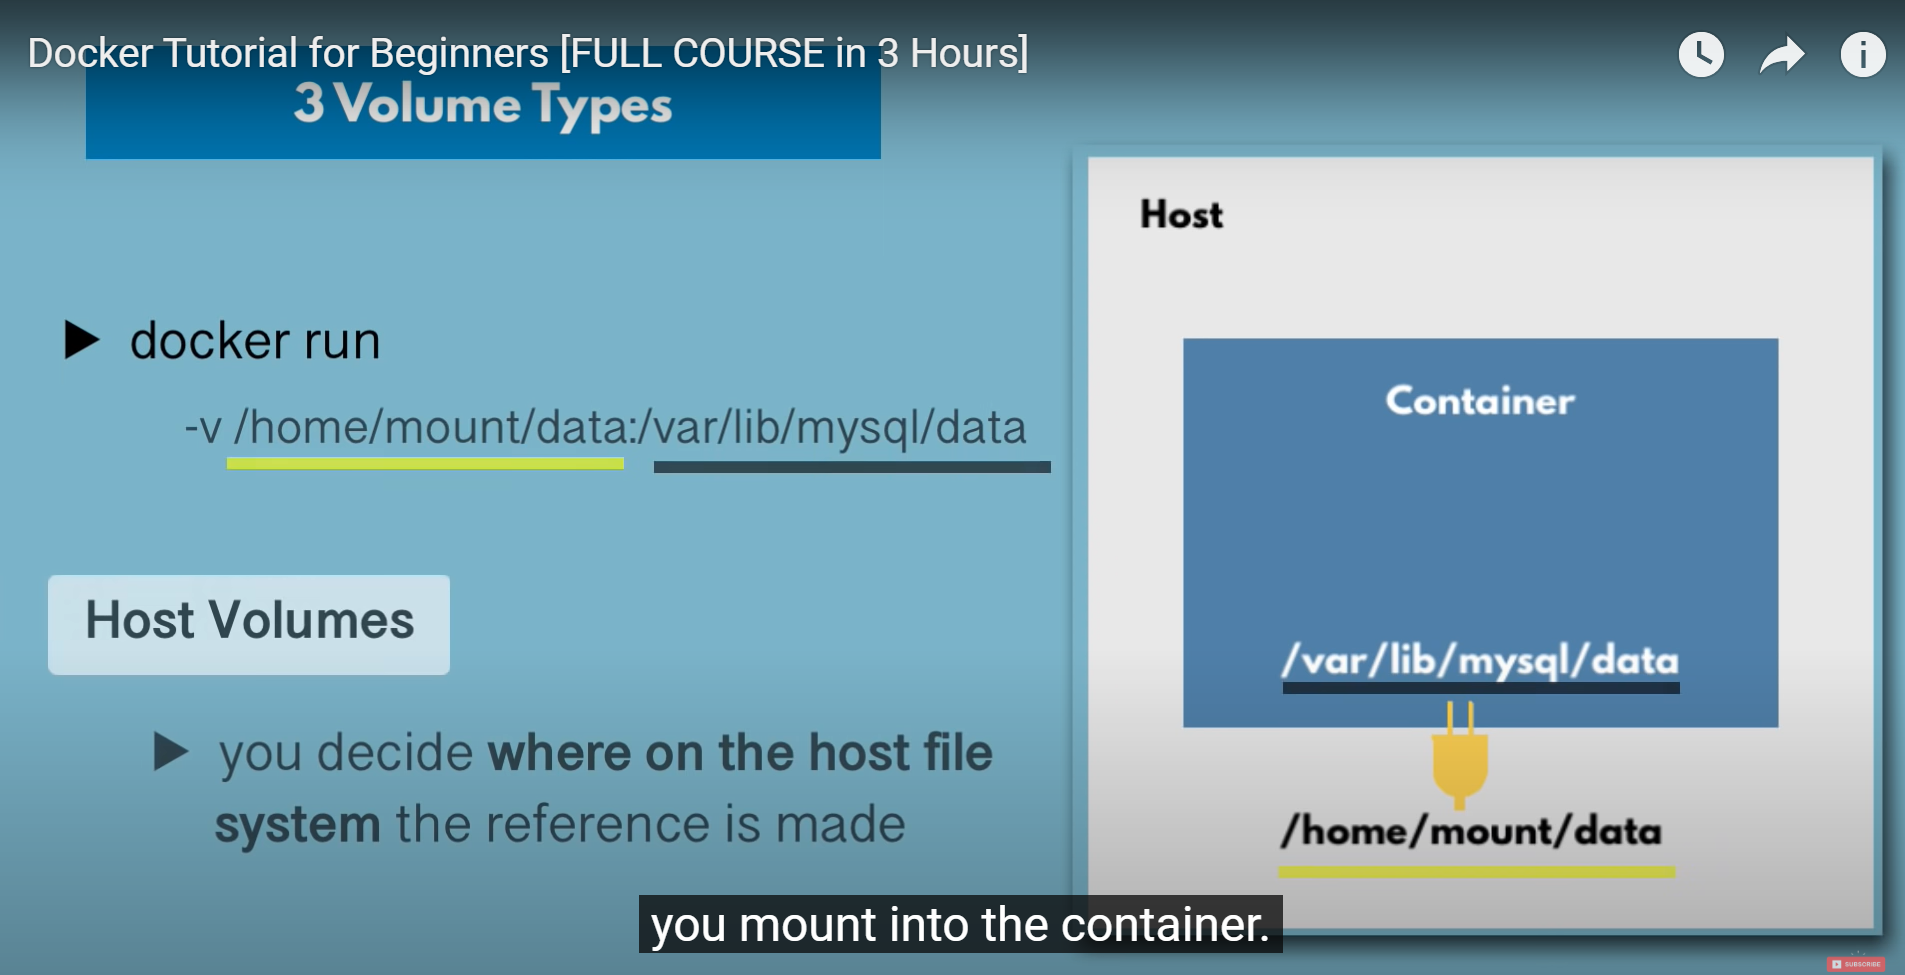 Docker Tutorial for Beginners [FULL COURSE in 3 Hours]
3 Volume Types
docker run
-v /home/mount/data:/var/lib/mysql/data
Host Volumes
you decide where on the host file
system the reference is made
Host
Container
/var/lib/mysql/data
/home/mount/data
you mount into the container.
SUBSCRIBE